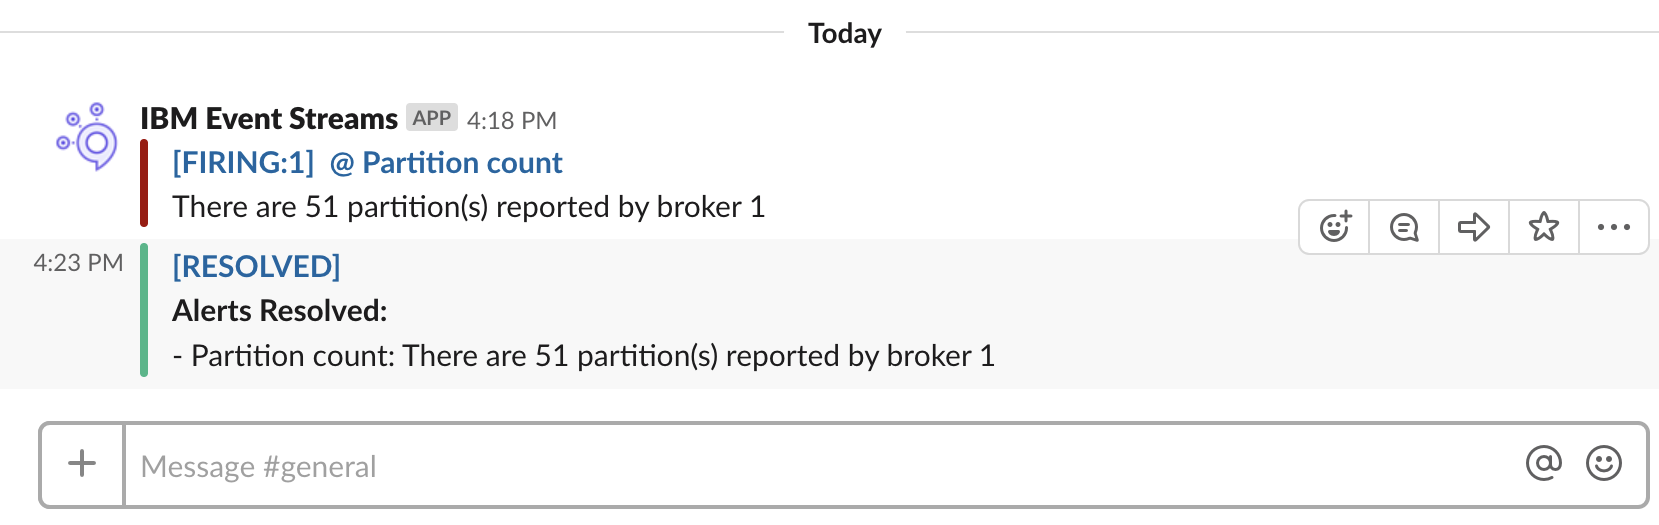 Today
IBM Event Streams APP 4:18 PM
[FIRING:1] @ Partition count
There are 51 partition(s) reported by broker 1
4:23 PM [RESOLVED]
Alerts Resolved:
- Partition count: There are 51 partition(s) reported by broker 1
Message #general